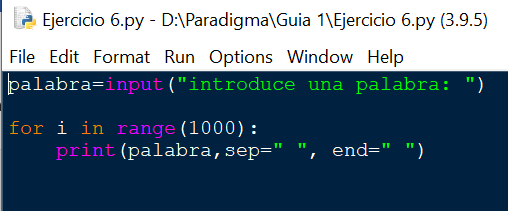 Ejercicio 6.py - D:\Paradigma\Guia 1\Ejercicio 6.py (3.9.5)
File Edit Format Run Options Window Help
palabra=input("introduce una palabra: ")
for i in range(1000):
    print(palabra,sep=" ", end=" ")